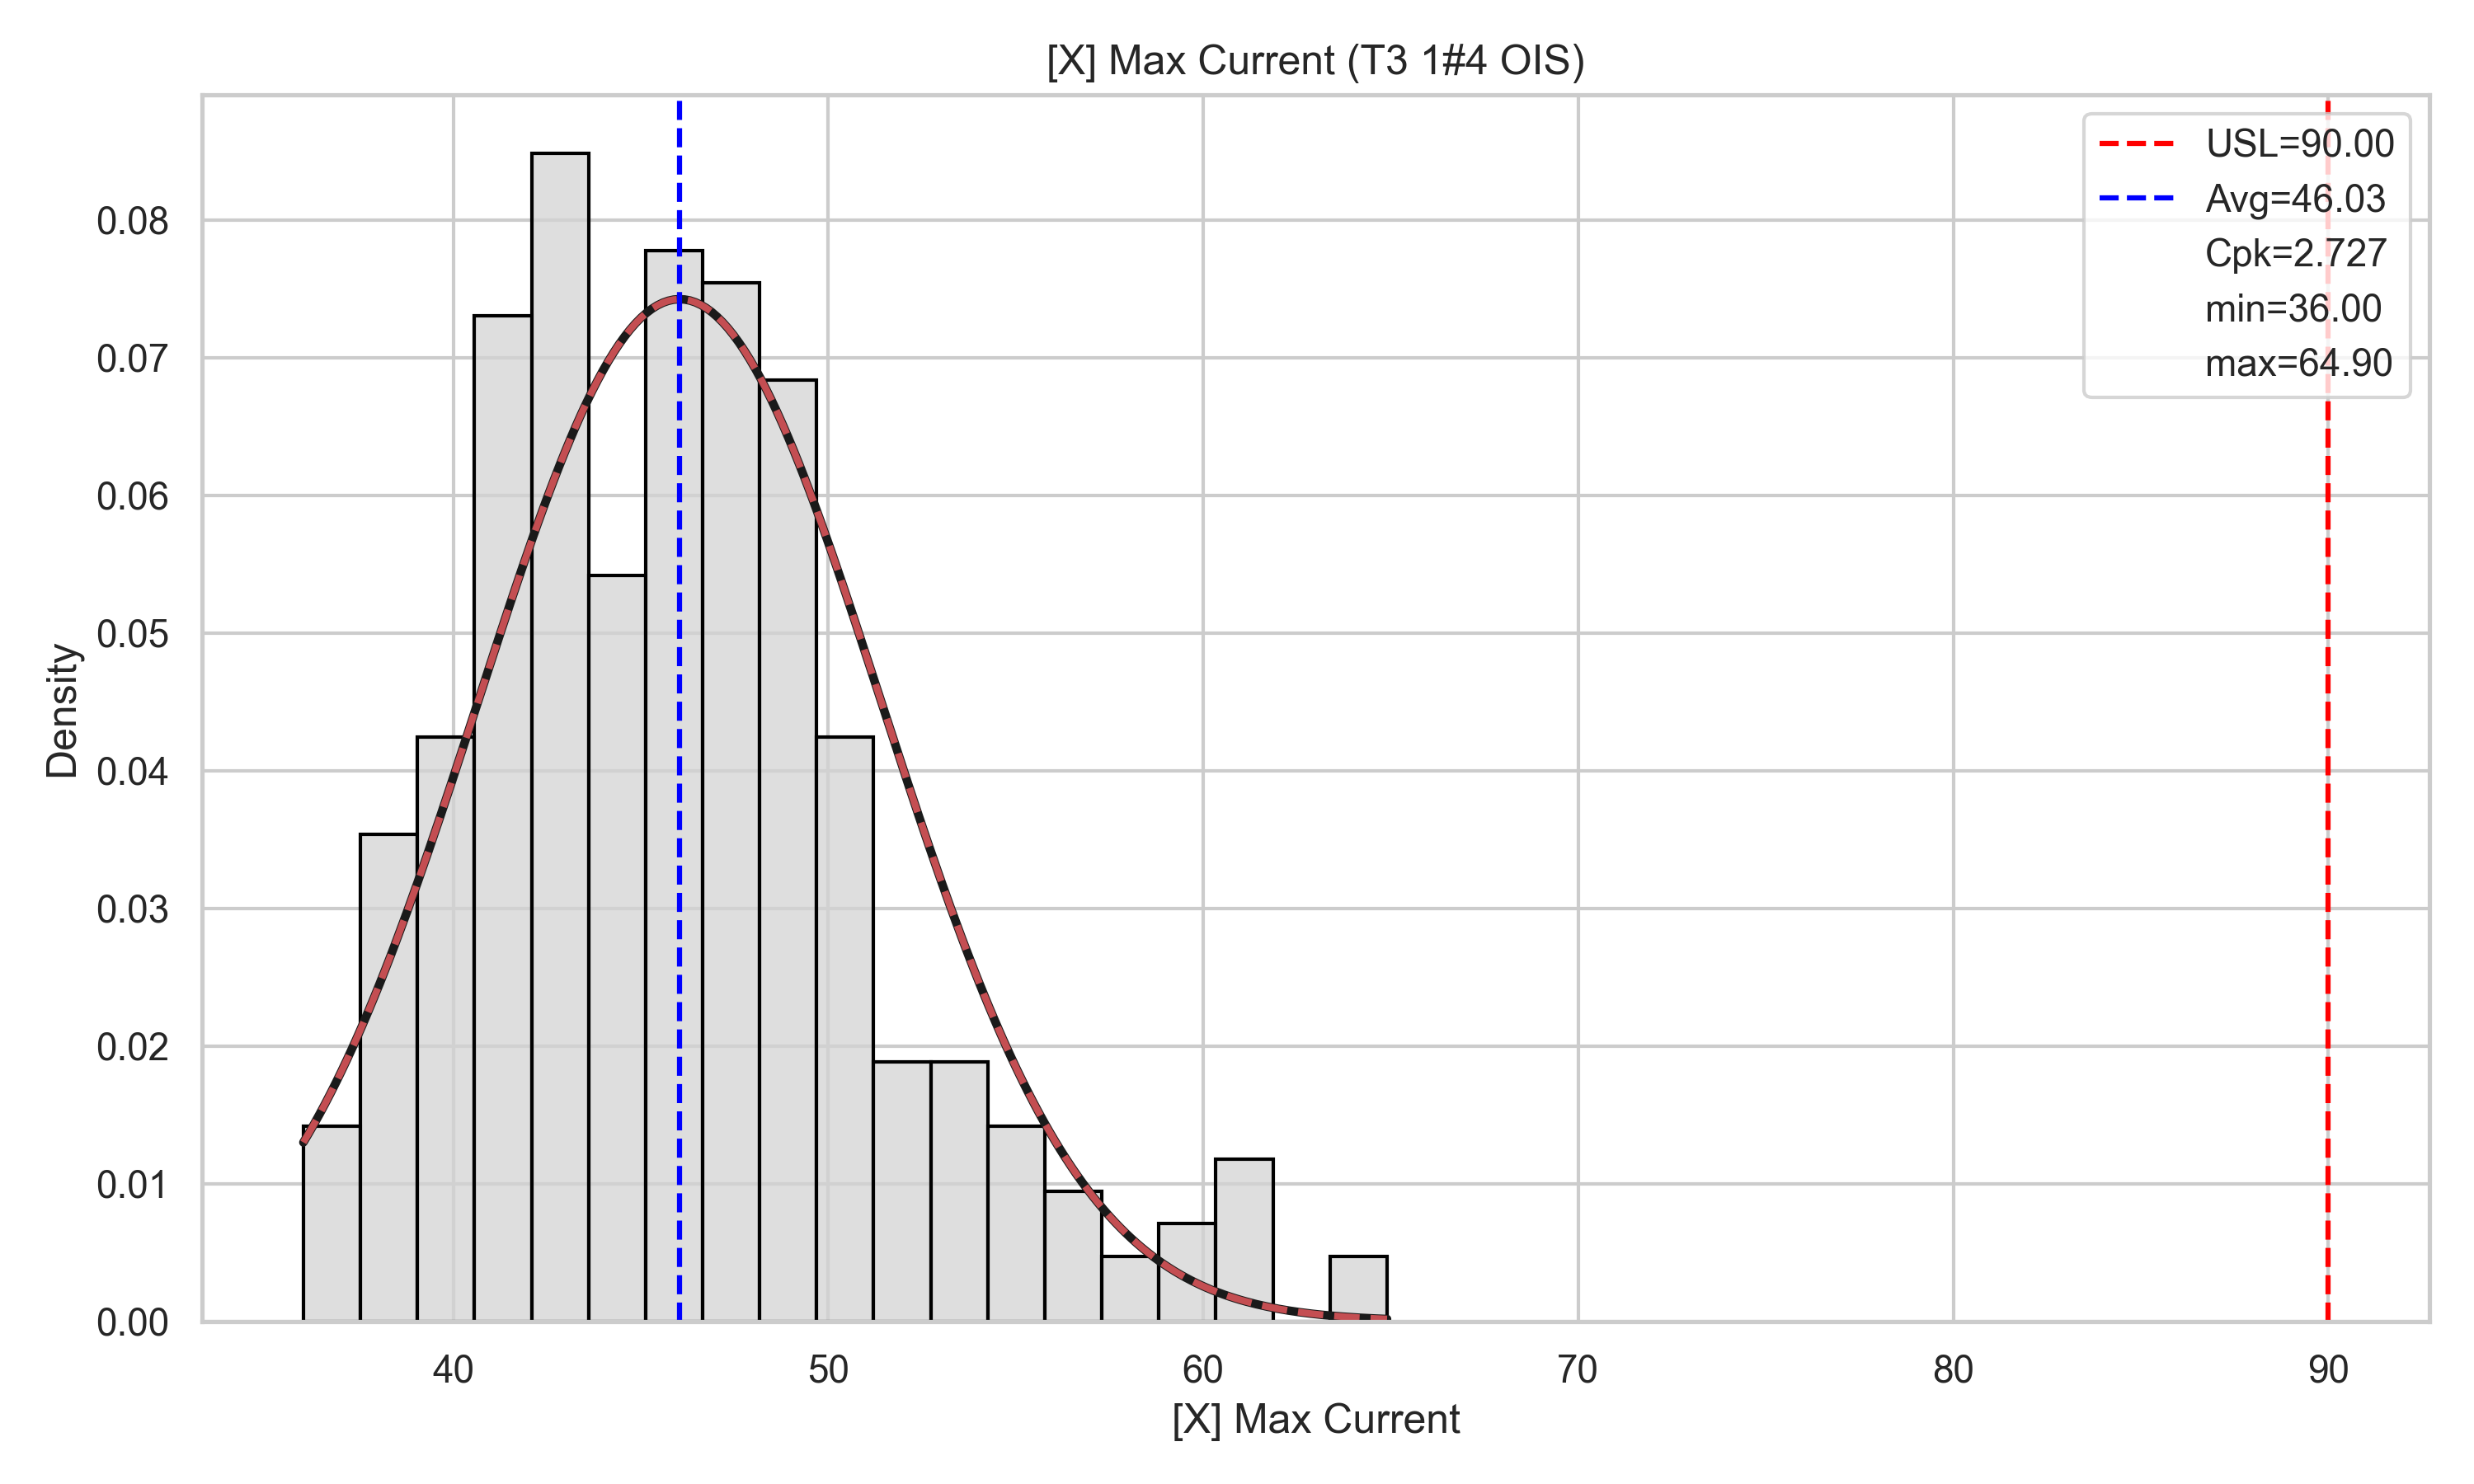 [X] Max Current (T3 1#4 OIS)
USL=90.00
Avg=46.03
Cpk=2.727
min=36.00
max=64.90
Density
0.08
0.07
0.06
0.05
0.04
0.03
0.02
0.01
0.00
40 50 60 70 80 90
[X] Max Current